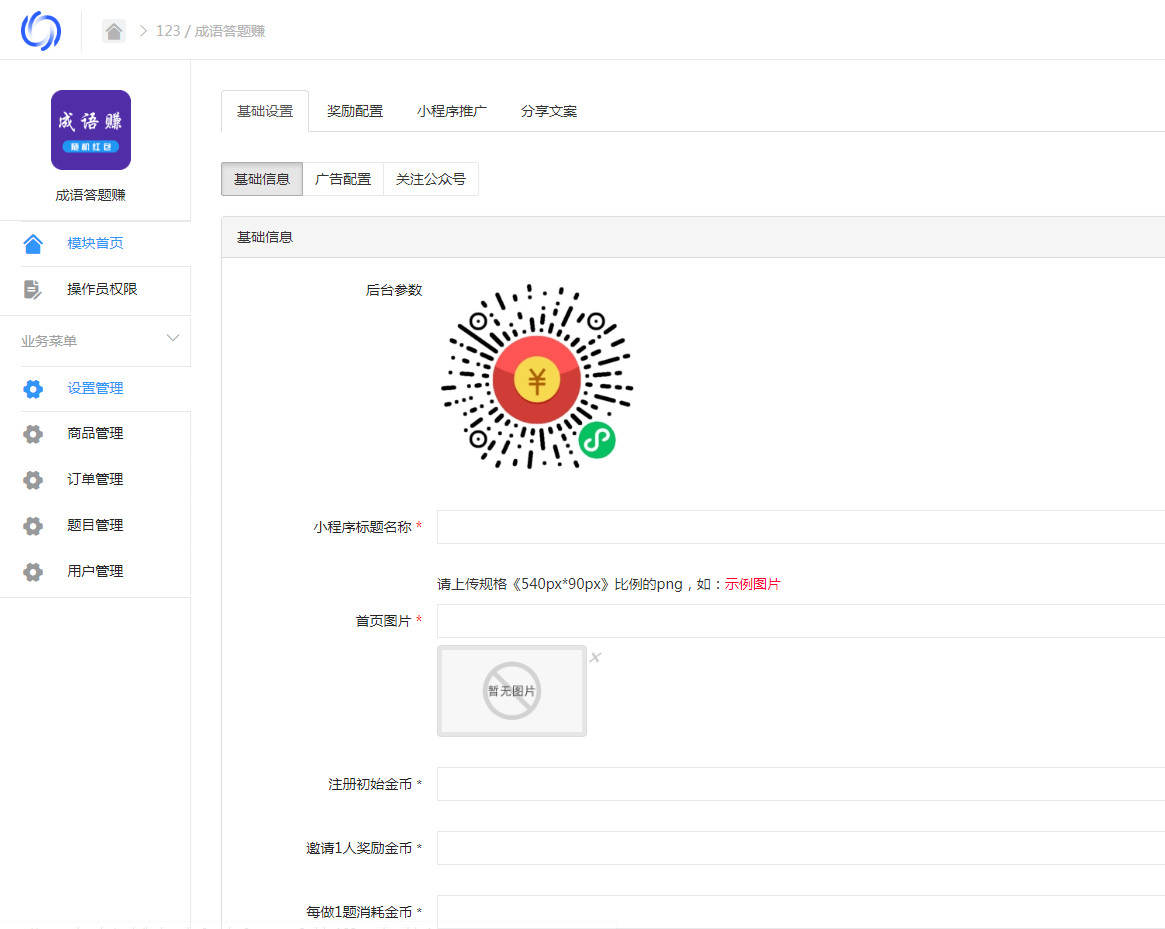 123 / 成语答题赚
成语赚
随机红包
成语答题赚
模块首页
操作员权限
业务菜单
设置管理
商品管理
订单管理
题目管理
用户管理
基础设置 奖励配置 小程序推广 分享文案
基础信息 广告配置 关注公众号
基础信息
后台参数
¥
小程序标题名称 *
请上传规格《540px*90px》比例的png，如：示例图片
首页图片 *
暂无图片
×
注册初始金币 *
邀请1人奖励金币 *
每做1题消耗金币 *